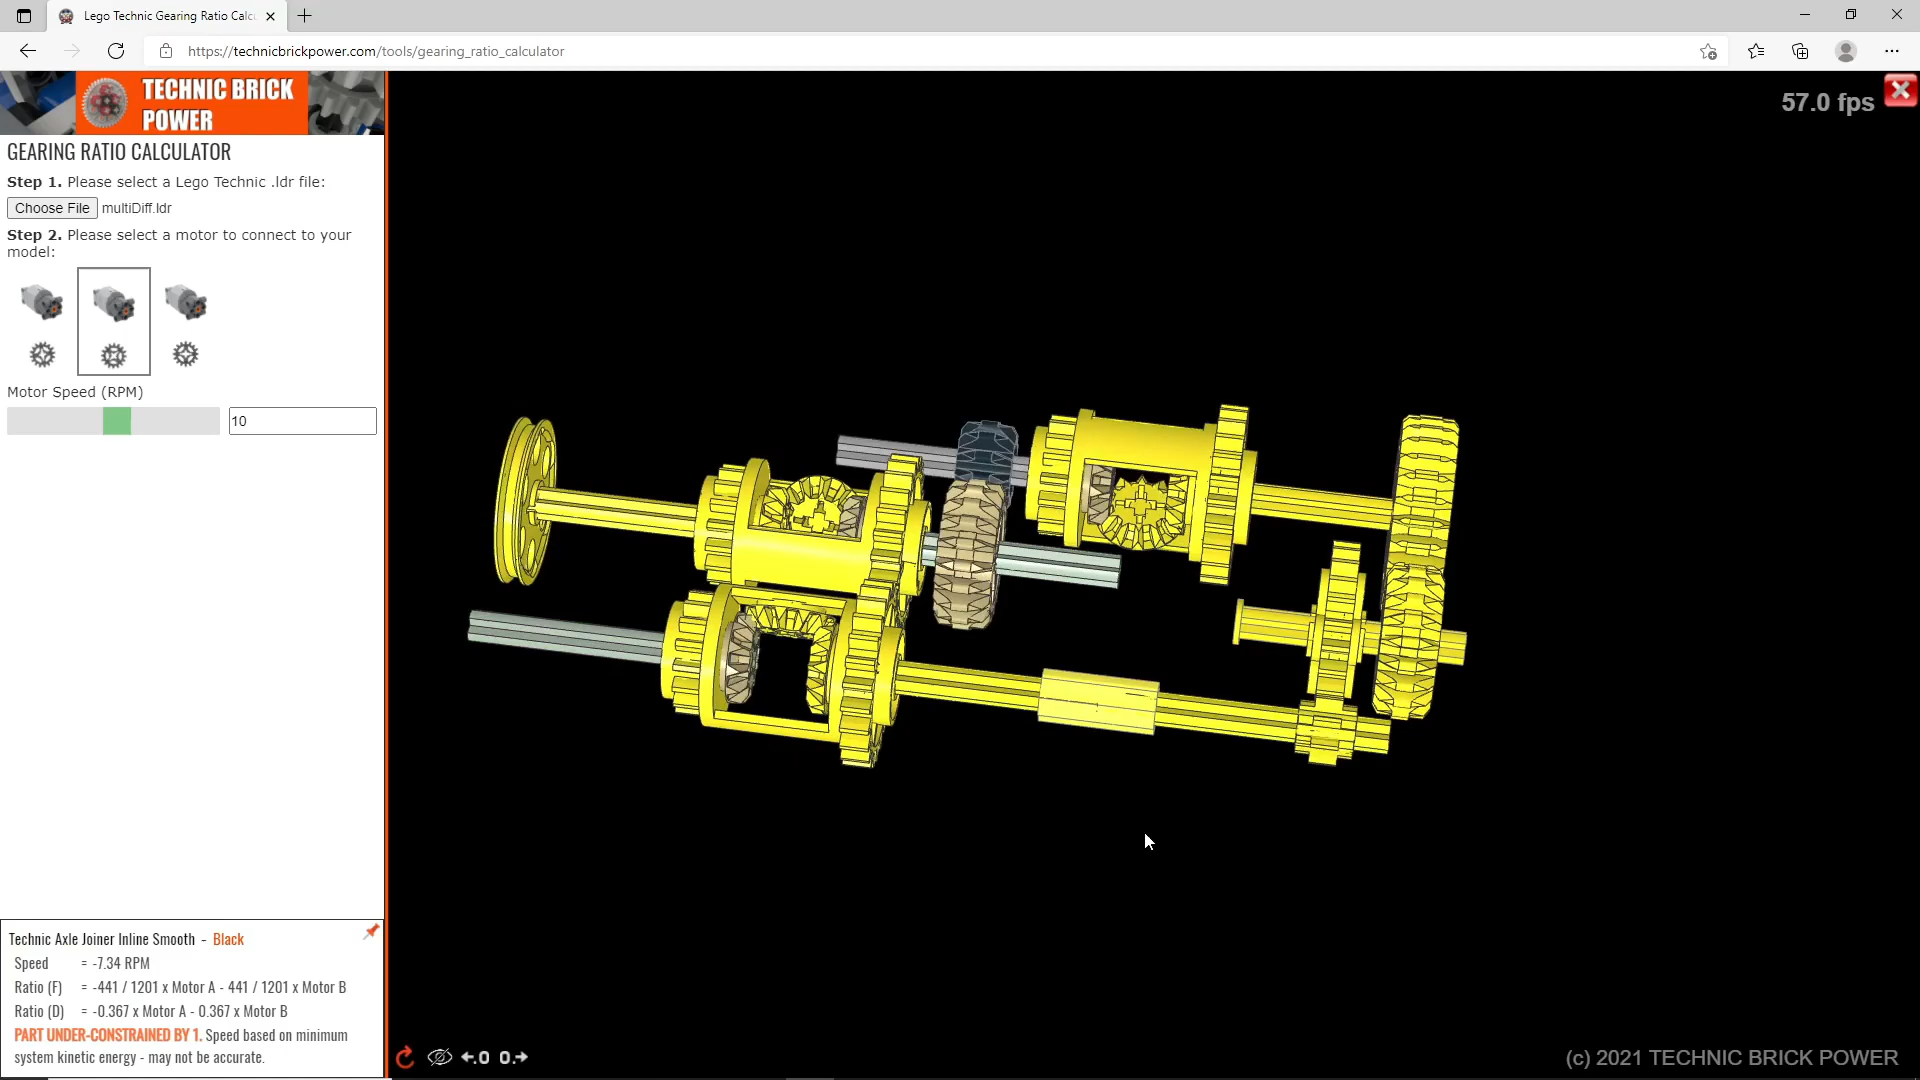 Lego Technic Gearing Ratio Calc
https://technicbrickpower.com/tools/gearing_ratio_calculator
TECHNIC BRICK
POWER
57.0 fps
GEARING RATIO CALCULATOR
Step 1. Please select a Lego Technic .ldr file:
Choose File multiDiff.ldr
Step 2. Please select a motor to connect to your
model:
Motor Speed (RPM)
10
Technic Axle Joiner Inline Smooth - Black
Speed = -7.34 RPM
Ratio (F) = -441 / 1201 x Motor A - 441 / 1201 x Motor B
Ratio (D) = -0.367 x Motor A - 0.367 x Motor B
PART UNDER-CONSTRAINED BY 1. Speed based on minimum
system kinetic energy - may not be accurate.
←.0 0.→
(c) 2021 TECHNIC BRICK POWER